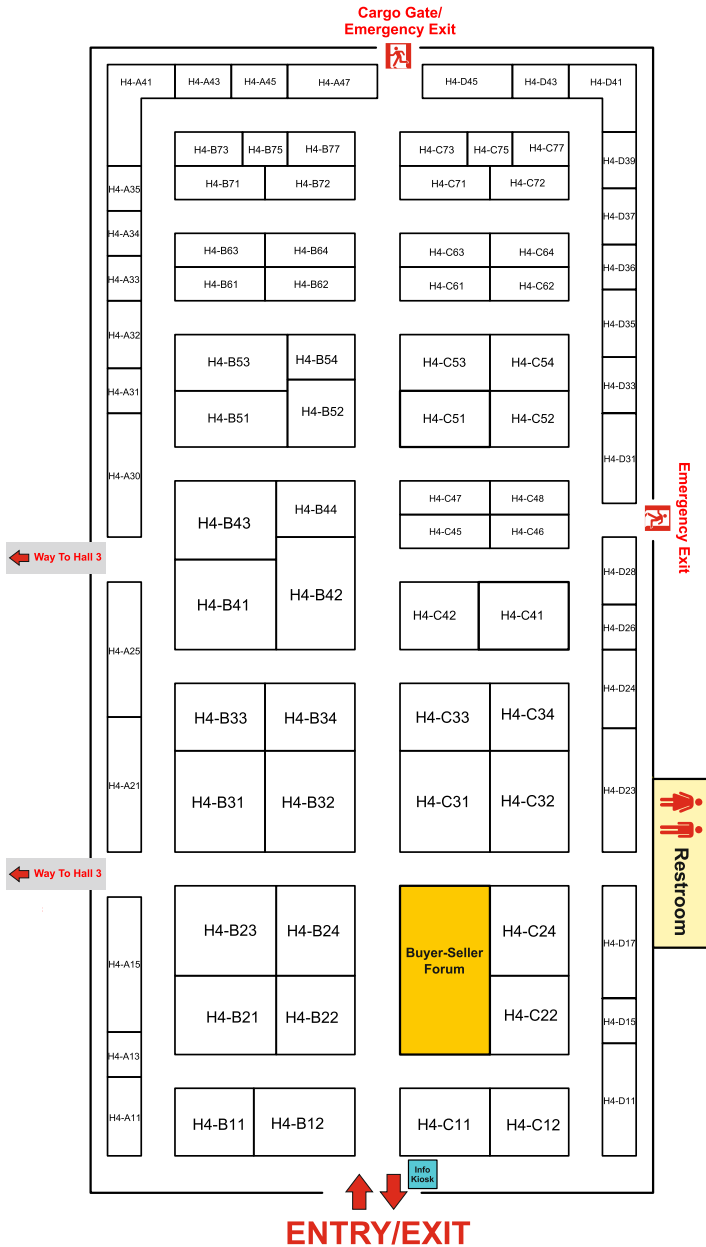 Cargo Gate/
Emergency Exit
H4-A41
H4-A43
H4-A45
H4-A47
H4-D45
H4-D43
H4-D41
H4-B73
H4-B75
H4-B77
H4-C73
H4-C75
H4-C77
H4-D39
H4-B71
H4-B72
H4-C71
H4-C72
H4-A35
H4-D37
H4-A34
H4-B63
H4-B64
H4-C63
H4-C64
H4-D36
H4-A33
H4-B61
H4-B62
H4-C61
H4-C62
H4-A32
H4-D35
H4-B53
H4-B54
H4-C53
H4-C54
H4-A31
H4-D33
H4-B51
H4-B52
H4-C51
H4-C52
H4-A30
H4-D31
H4-B43
H4-B44
H4-C47
H4-C48
H4-C45
H4-C46
Emergency Exit
Way To Hall 3
H4-D28
H4-B41
H4-B42
H4-C42
H4-C41
H4-D26
H4-A25
H4-D24
H4-B33
H4-B34
H4-C33
H4-C34
H4-A21
H4-B31
H4-B32
H4-C31
H4-C32
H4-D23
Restroom
Way To Hall 3
H4-A15
H4-B23
H4-B24
Buyer-Seller
Forum
H4-C24
H4-D17
H4-B21
H4-B22
H4-C22
H4-D15
H4-A13
H4-A11
H4-B11
H4-B12
H4-C11
H4-C12
H4-D11
Info
Kiosk
ENTRY/EXIT